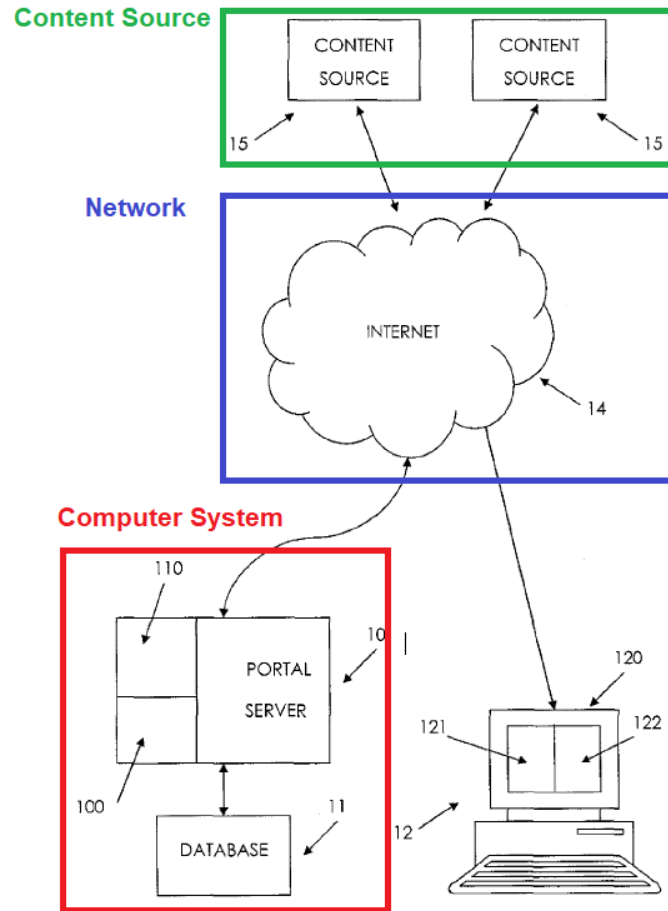 Content Source
CONTENT
SOURCE
CONTENT
SOURCE
15
15
Network
INTERNET
14
Computer System
110
10
PORTAL
SERVER
120
121
122
100
11
12
DATABASE